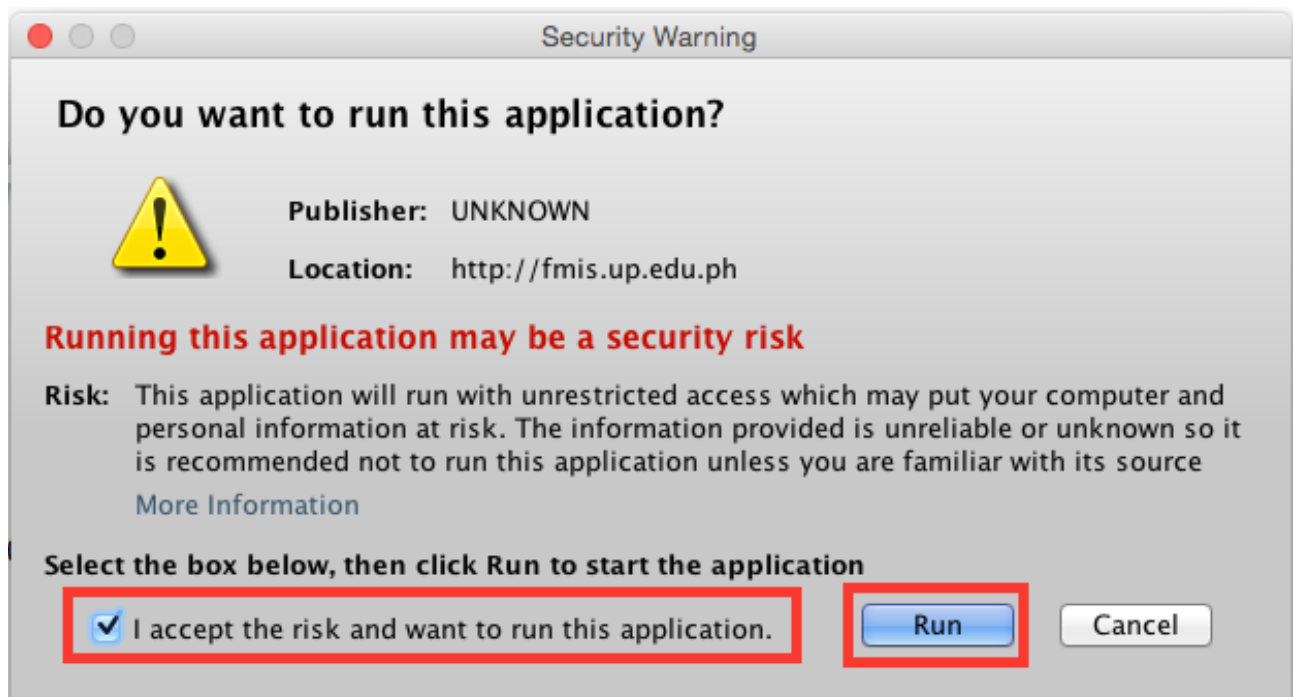 Security Warning
Do you want to run this application?
Publisher: UNKNOWN
Location: http://fmis.up.edu.ph
Running this application may be a security risk
Risk: This application will run with unrestricted access which may put your computer and
personal information at risk. The information provided is unreliable or unknown so it
is recommended not to run this application unless you are familiar with its source
More Information
Select the box below, then click Run to start the application
I accept the risk and want to run this application.
Run
Cancel